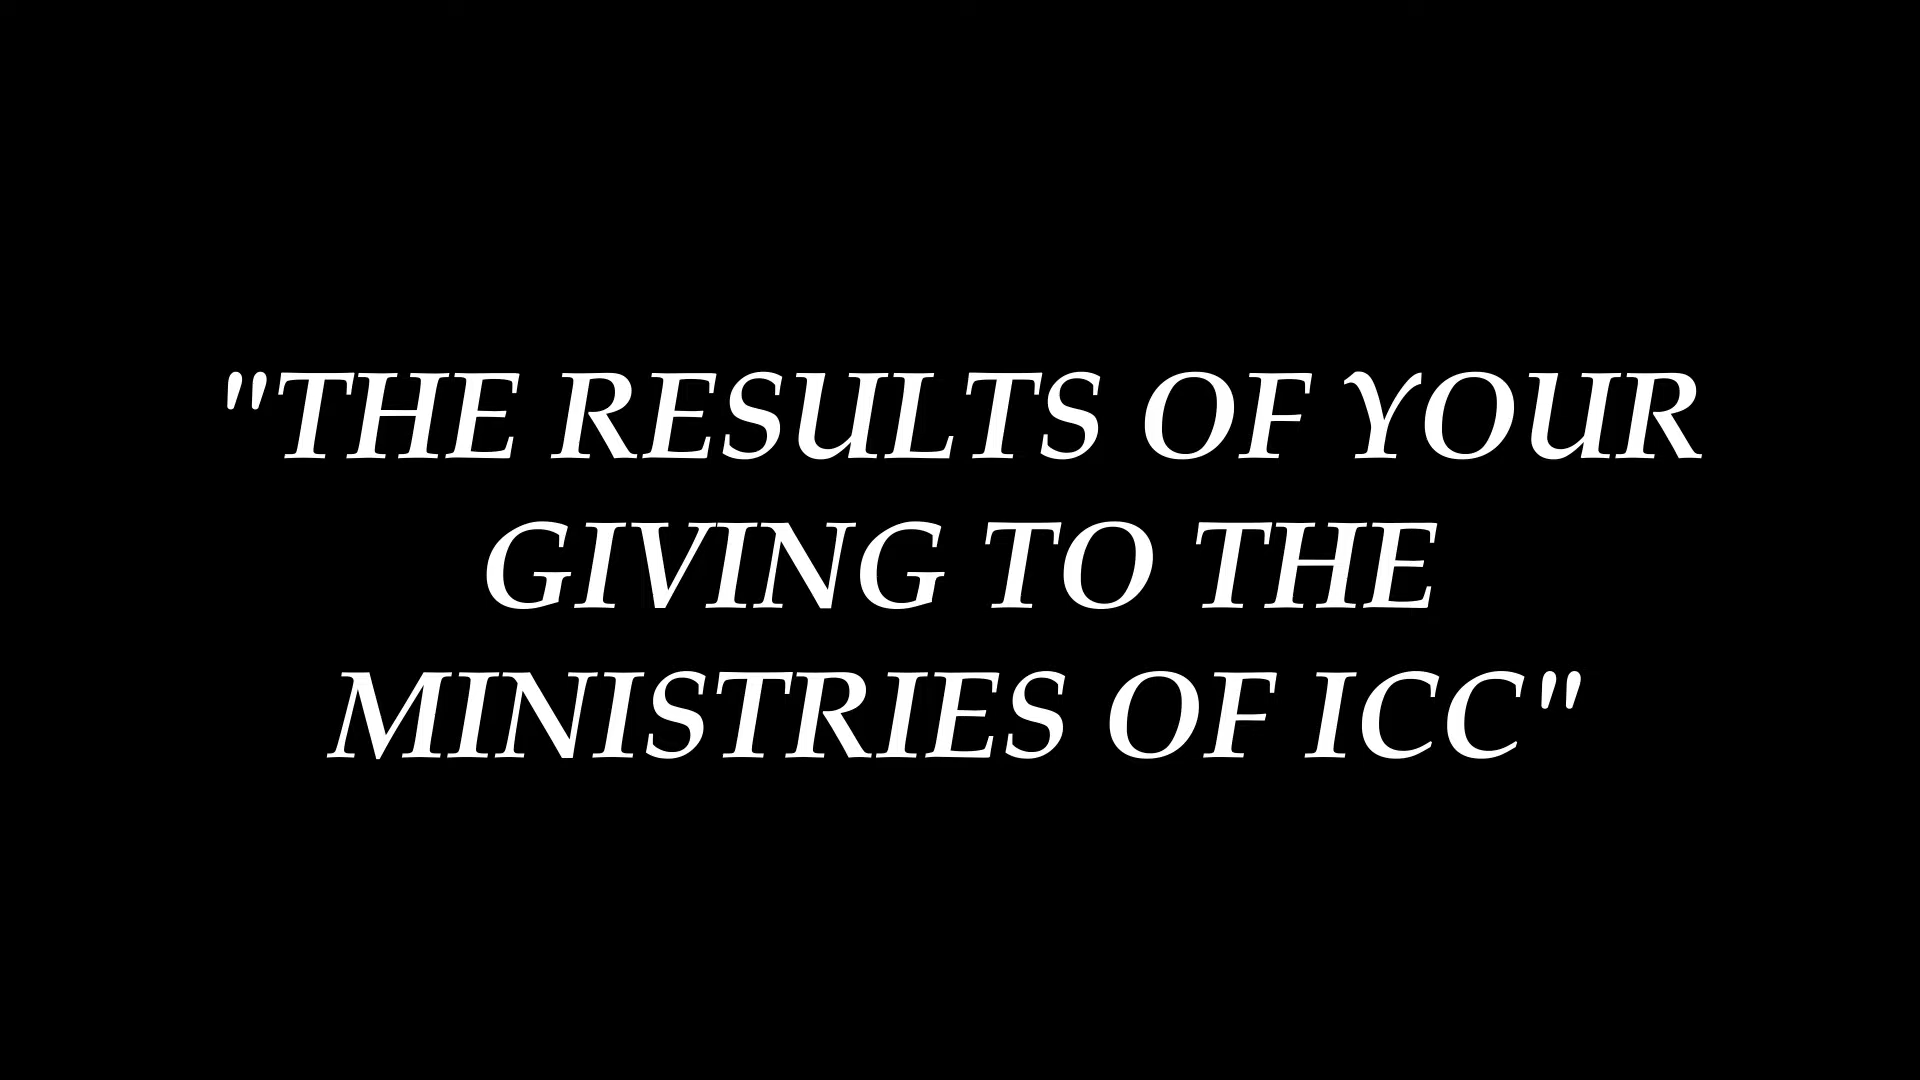 "THE RESULTS OF YOUR
GIVING TO THE
MINISTRIES OF ICC"